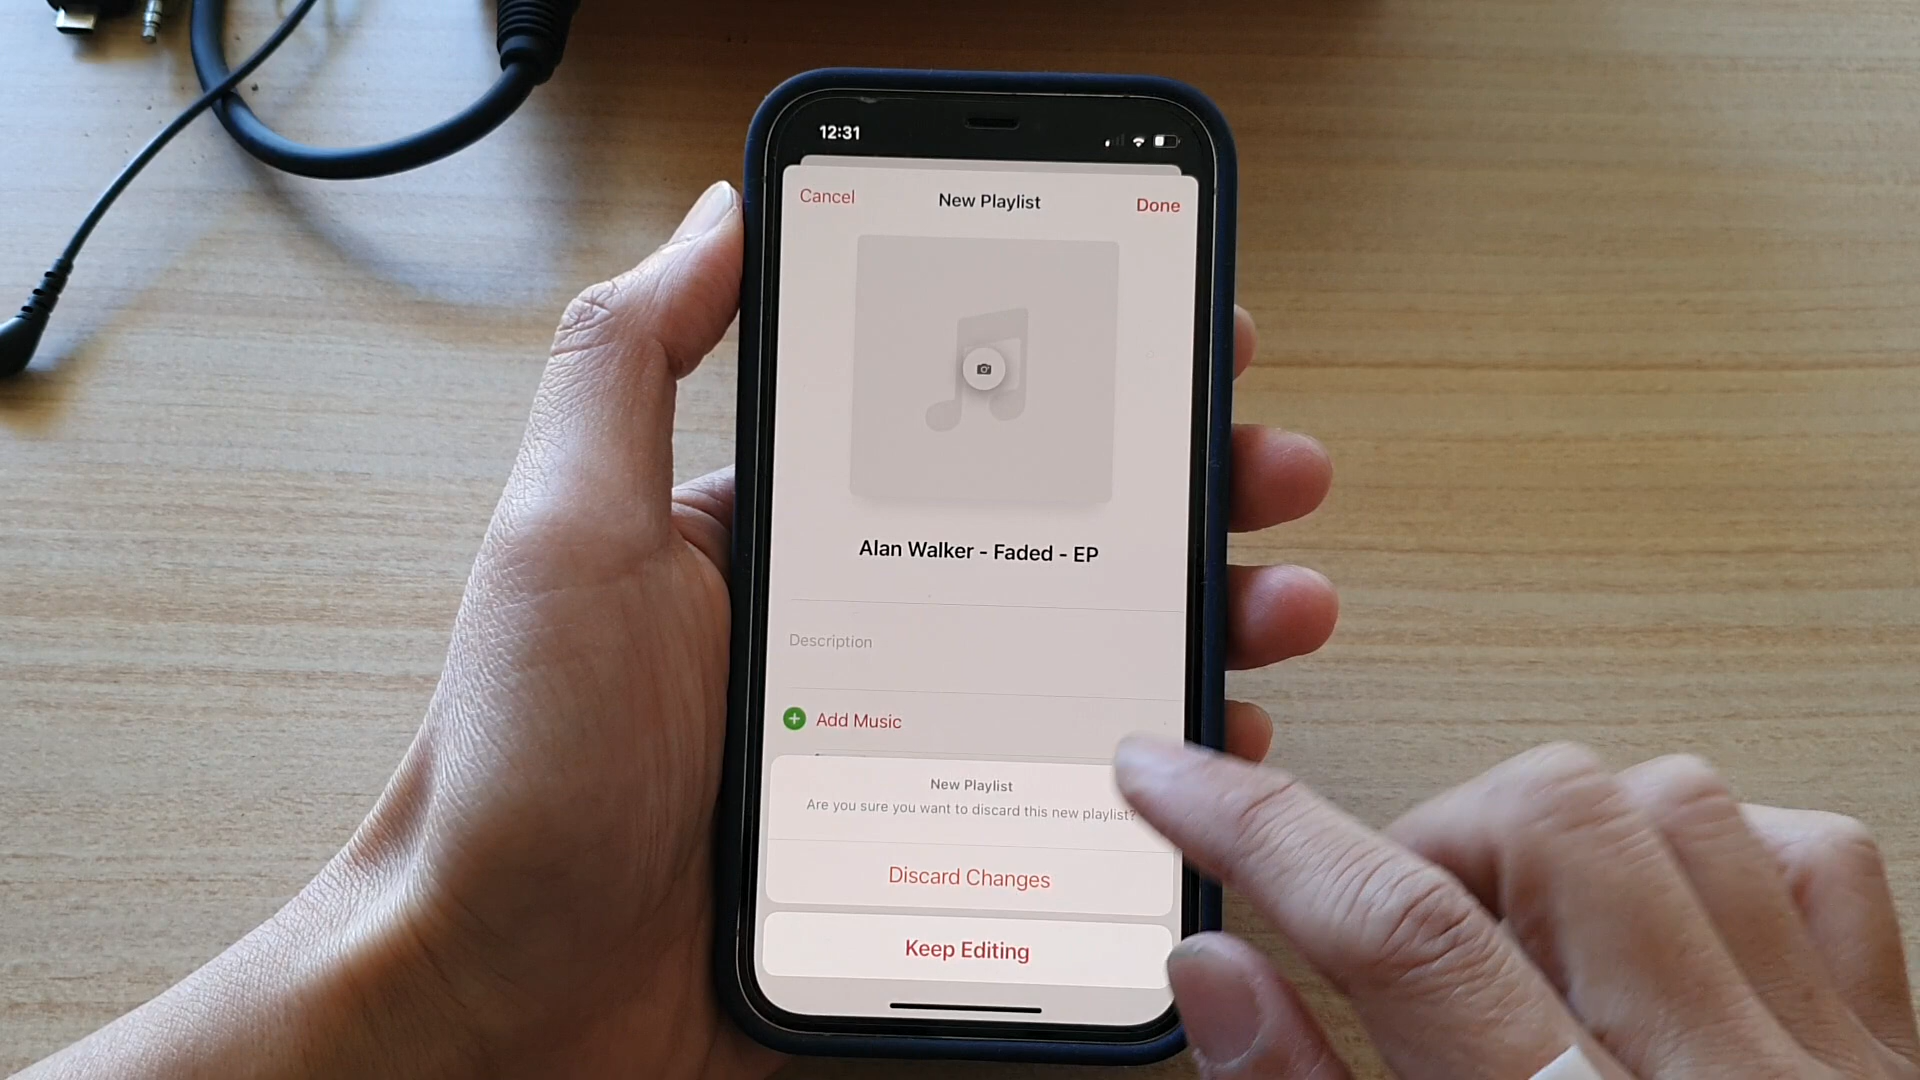 12:31
Cancel New Playlist Done
Alan Walker - Faded - EP
Description
Add Music
New Playlist
Are you sure you want to discard this new playlist?
Discard Changes
Keep Editing